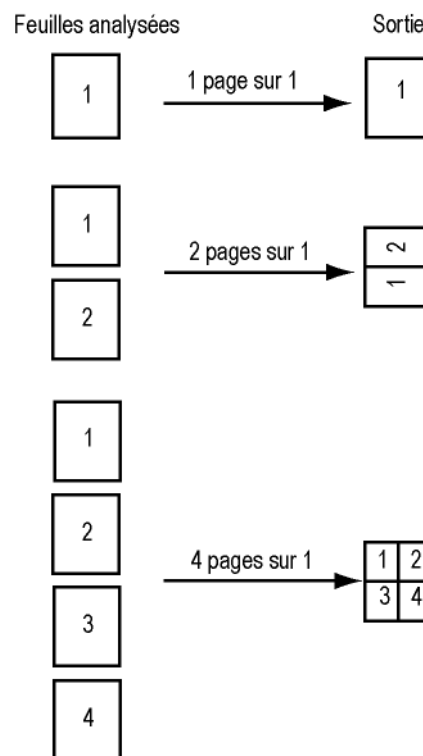 Feuilles analysées Sortie
1 1 page sur 1 1
1
2 pages sur 1 2
1
2
1
2
4 pages sur 1 1 2
3 4
3
4